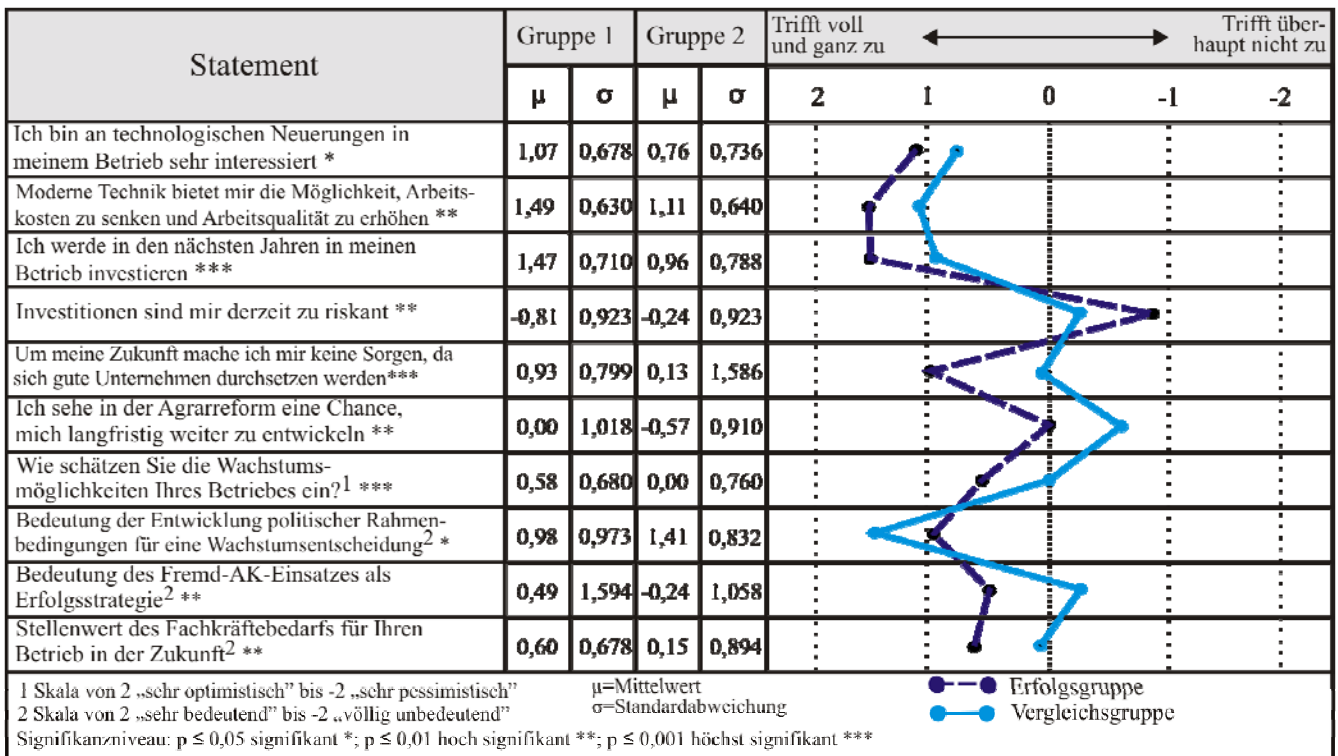 Statement
Gruppe 1 Gruppe 2
Trifft voll
und ganz zu
Trifft über-
haupt nicht zu
μ σ μ σ 2 1 0 -1 -2
Ich bin an technologischen Neuerungen in
meinem Betrieb sehr interessiert *
1,07 0,678 0,76 0,736
Moderne Technik bietet mir die Möglichkeit, Arbeits-
kosten zu senken und Arbeitsqualität zu erhöhen **
1,49 0,630 1,11 0,640
Ich werde in den nächsten Jahren in meinen
Betrieb investieren ***
1,47 0,710 0,96 0,788
Investitionen sind mir derzeit zu riskant **
-0,81 0,923 -0,24 0,923
Um meine Zukunft mache ich mir keine Sorgen, da
sich gute Unternehmen durchsetzen werden***
0,93 0,799 0,13 1,586
Ich sehe in der Agrarreform eine Chance,
mich langfristig weiter zu entwickeln **
0,00 1,018 -0,57 0,910
Wie schätzen Sie die Wachstums-
möglichkeiten Ihres Betriebes ein?1 ***
0,58 0,680 0,00 0,760
Bedeutung der Entwicklung politischer Rahmen-
bedingungen für eine Wachstumsentscheidung2 *
0,98 0,973 1,41 0,832
Bedeutung des Fremd-AK-Einsatzes als
Erfolgsstrategie2 **
0,49 1,594 -0,24 1,058
Stellenwert des Fachkräftebedarfs für Ihren
Betrieb in der Zukunft2 **
0,60 0,678 0,15 0,894
1 Skala von 2 „sehr optimistisch” bis -2 „sehr pessimistisch”
2 Skala von 2 „sehr bedeutend” bis -2 „völlig unbedeutend”
Signifikanzniveau: p ≤ 0,05 signifikant *; p ≤ 0,01 hoch signifikant **; p ≤ 0,001 höchst signifikant ***
μ=Mittelwert
σ=Standardabweichung
Erfolgsgruppe
Vergleichsgruppe